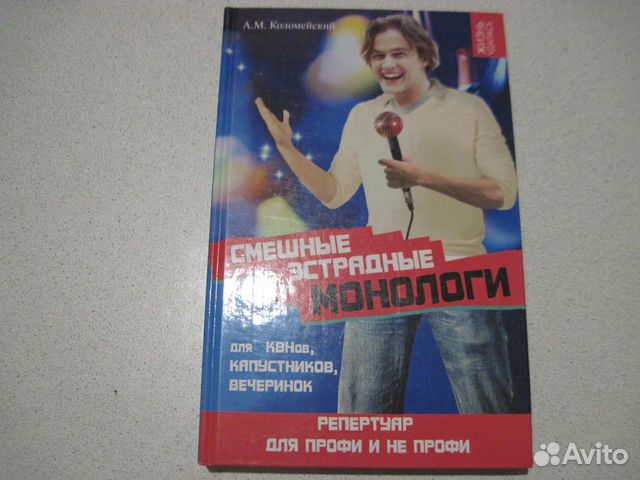 А.М. Коломейский
ЖИЗНЬ
УДАЛАСЬ
СМЕШНЫЕ
ЭСТРАДНЫЕ
МОНОЛОГИ
для КВНов,
КАПУСТНИКОВ,
ВЕЧЕРИНОК
РЕПЕРТУАР
ДЛЯ ПРОФИ И НЕ ПРОФИ
Avito